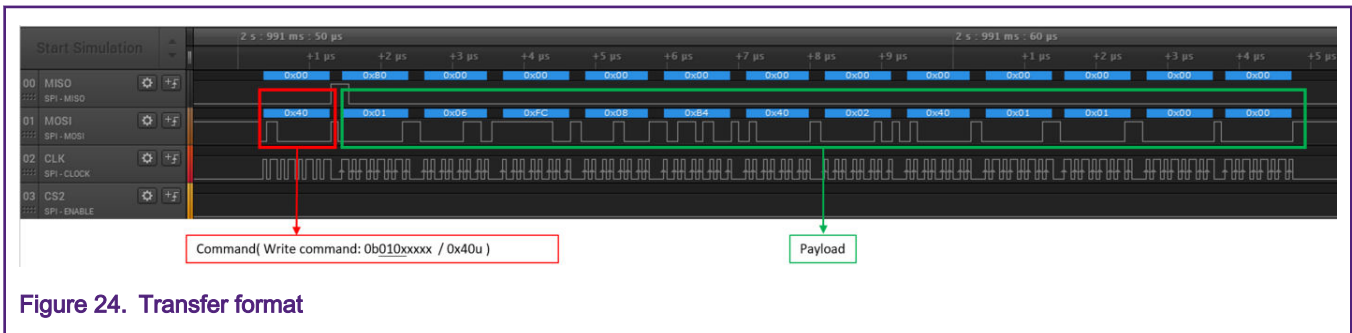 Start Simulation
2 s : 991 ms : 50 µs 2 s : 991 ms : 60 µs
+1 µs +2 µs +3 µs +4 µs +5 µs +6 µs +7 µs +8 µs +9 µs +1 µs +2 µs +3 µs +4 µs +5 µs
0x00 0x80 0x00 0x00 0x00 0x00 0x00 0x00 0x00 0x00 0x00 0x00 0x00
00 MISO
SPI - MISO
0x40 0x01 0x06 0xFC 0x08 0xB4 0x40 0x02 0x40 0x01 0x01 0x00 0x00
01 MOSI
SPI - MOSI
02 CLK
SPI - CLOCK
03 CS2
SPI - ENABLE
Command( Write command: 0b010xxxxx / 0x40u )
Payload
Figure 24. Transfer format